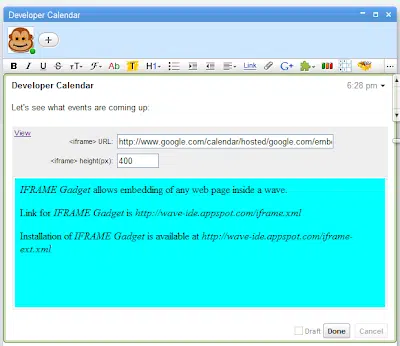 Developer Calendar
B I U S T F Ab T H1 Link G+
Developer Calendar 6:28 pm
Let's see what events are coming up:
View
<iframe> URL: http://www.google.com/calendar/hosted/google.com/embe
<iframe> height(px): 400
IFRAME Gadget allows embedding of any web page inside a wave.
Link for IFRAME Gadget is http://wave-ide.appspot.com/iframe.xml
Installation of IFRAME Gadget is available at http://wave-ide.appspot.com/iframe-
ext.xml
Draft Done Cancel